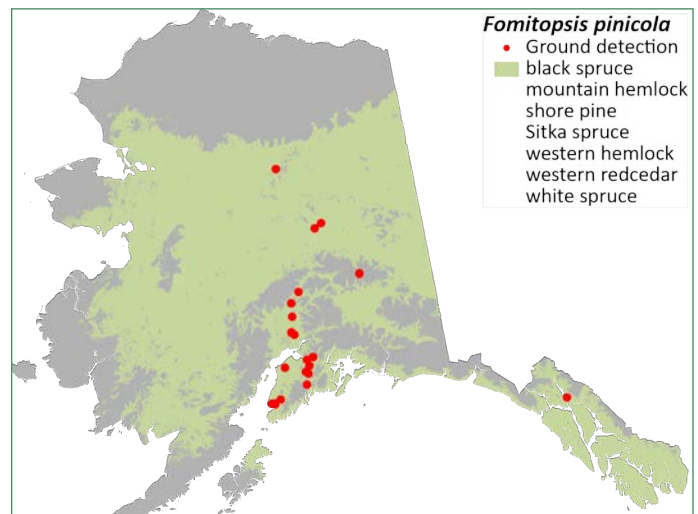 Fomitopsis pinicola
Ground detection
black spruce
mountain hemlock
shore pine
Sitka spruce
western hemlock
western redcedar
white spruce